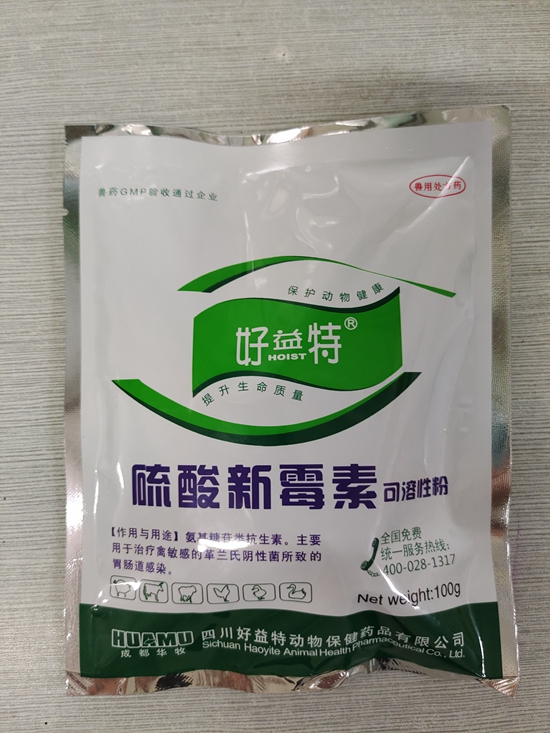 兽药GMP验收通过企业
兽用处方药
保护动物健康
好益特®
HOIST
提升生命质量
硫酸新霉素可溶性粉
【作用与用途】氨基糖苷类抗生素。主要
用于治疗禽敏感的革兰氏阴性菌所致的
胃肠道感染。
全国免费
统一服务热线:
400-028-1317
Net weight:100g
HUAMU
成都华牧
四川好益特动物保健药品有限公司
Sichuan Haoyite Animal Health Pharmaceutical Co., Ltd.